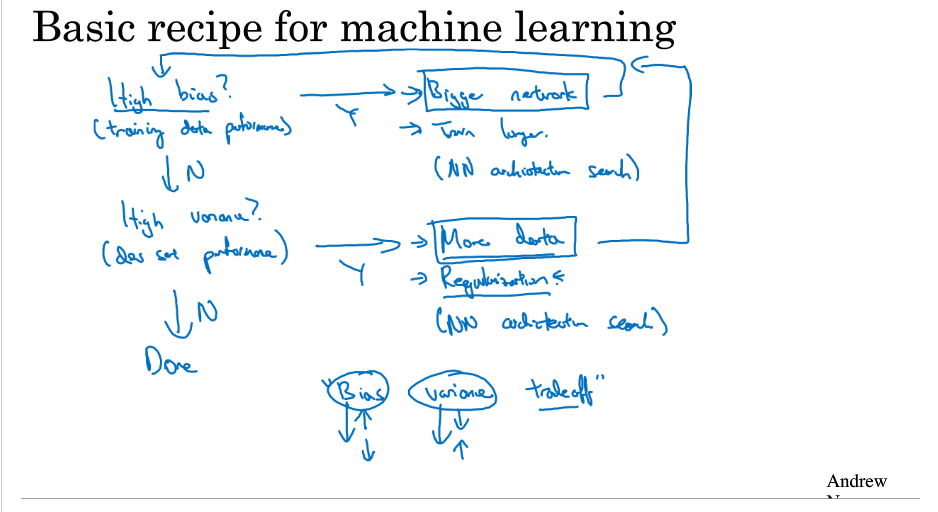 Basic recipe for machine learning
High bias?
(training data performance)
Y
→ Bigger network
→ Train longer.
(NN architecture search)
N
High variance?
(dev set performance)
Y
→ More data
→ Regularization
(NN architecture search)
N
Done
"Bias variance tradeoff"
Andrew